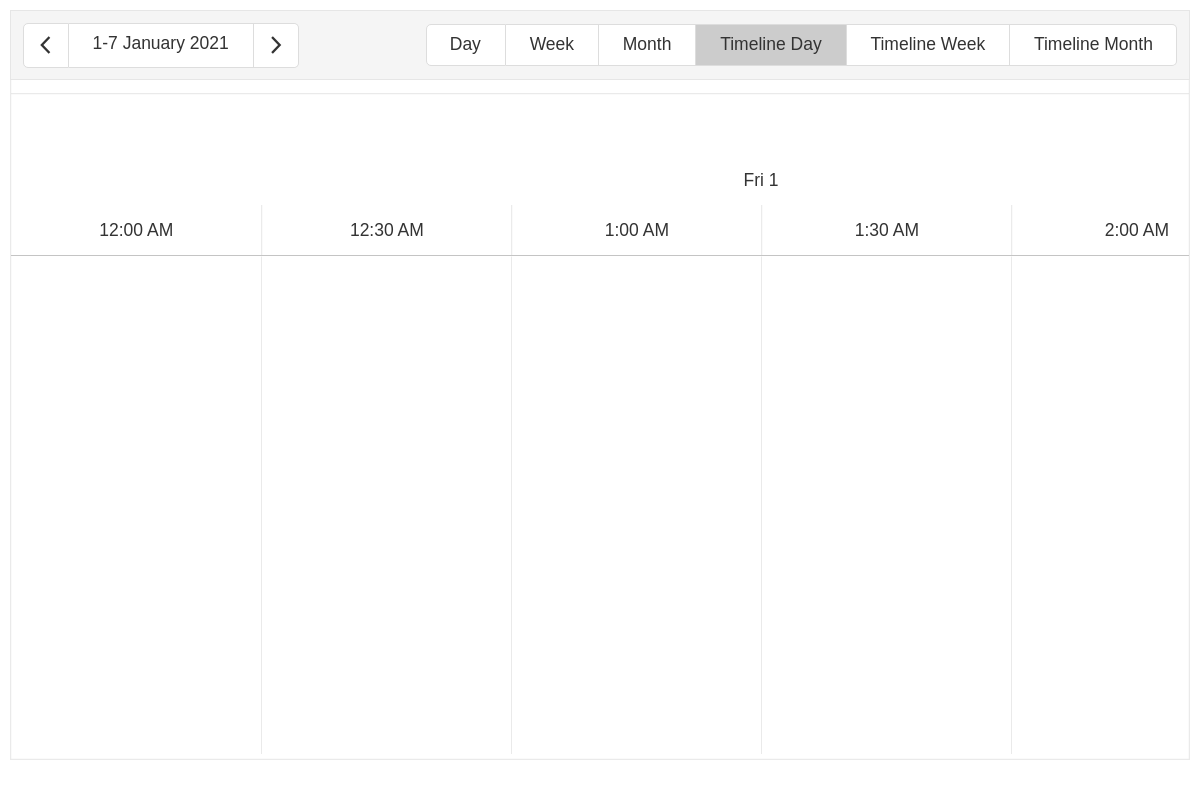 1-7 January 2021
Day Week Month Timeline Day Timeline Week Timeline Month
Fri 1
12:00 AM 12:30 AM 1:00 AM 1:30 AM 2:00 AM